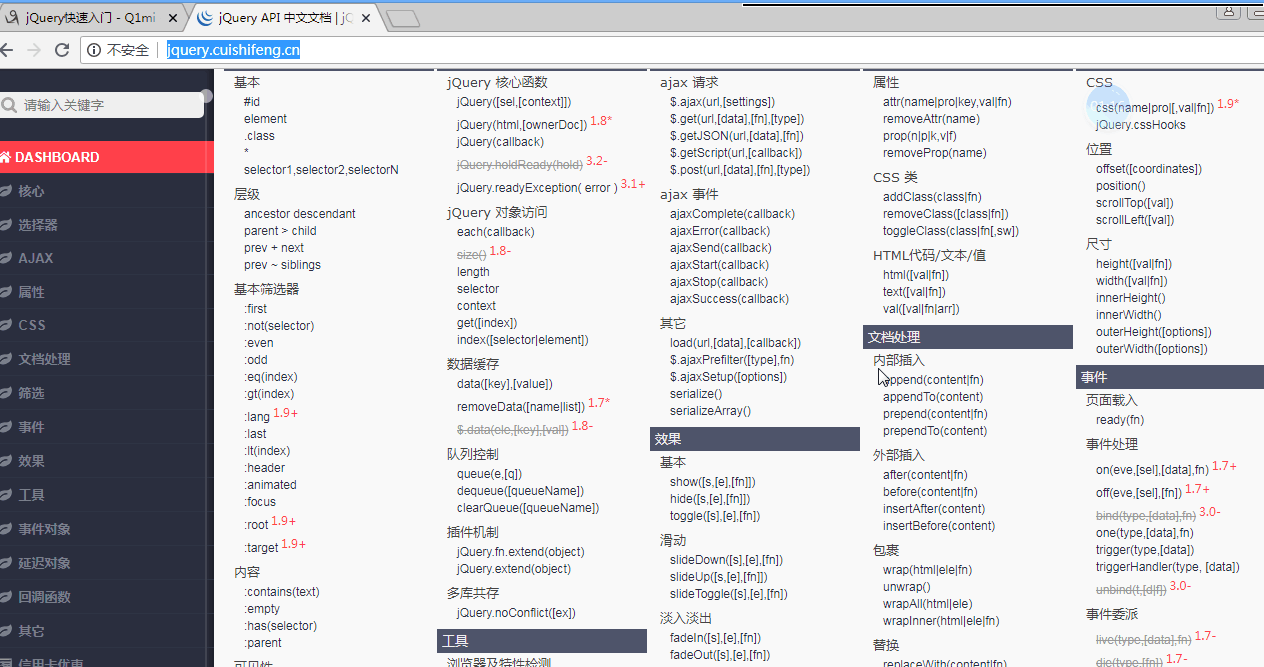 jQuery快速入门 - Q1mi
jQuery API 中文文档 | jQ
不安全
jquery.cuishifeng.cn
请输入关键字
DASHBOARD
核心
选择器
AJAX
属性
CSS
文档处理
筛选
事件
效果
工具
事件对象
延迟对象
回调函数
其它
信用卡优惠
基本
#id
element
.class
*
selector1,selector2,selectorN
层级
ancestor descendant
parent > child
prev + next
prev ~ siblings
基本筛选器
:first
:not(selector)
:even
:odd
:eq(index)
:gt(index)
:lang 1.9+
:last
:lt(index)
:header
:animated
:focus
:root 1.9+
:target 1.9+
内容
:contains(text)
:empty
:has(selector)
:parent
可见性
jQuery 核心函数
jQuery([sel,[context]])
jQuery(html,[ownerDoc]) 1.8*
jQuery(callback)
jQuery.holdReady(hold) 3.2-
jQuery.readyException( error ) 3.1+
jQuery 对象访问
each(callback)
size() 1.8-
length
selector
context
get([index])
index([selector|element])
数据缓存
data([key],[value])
removeData([name|list]) 1.7*
$.data(ele,[key],[val]) 1.8-
队列控制
queue(e,[q])
dequeue([queueName])
clearQueue([queueName])
插件机制
jQuery.fn.extend(object)
jQuery.extend(object)
多库共存
jQuery.noConflict([ex])
工具
浏览器及特性检测
ajax 请求
$.ajax(url,[settings])
$.get(url,[data],[fn],[type])
$.getJSON(url,[data],[fn])
$.getScript(url,[callback])
$.post(url,[data],[fn],[type])
ajax 事件
ajaxComplete(callback)
ajaxError(callback)
ajaxSend(callback)
ajaxStart(callback)
ajaxStop(callback)
ajaxSuccess(callback)
其它
load(url,[data],[callback])
$.ajaxPrefilter([type],fn)
$.ajaxSetup([options])
serialize()
serializeArray()
效果
基本
show([s,[e],[fn]])
hide([s,[e],[fn]])
toggle([s],[e],[fn])
滑动
slideDown([s],[e],[fn])
slideUp([s,[e],[fn]])
slideToggle([s],[e],[fn])
淡入淡出
fadeIn([s],[e],[fn])
fadeOut([s],[e],[fn])
属性
attr(name|pro|key,val|fn)
removeAttr(name)
prop(n|p|k,v|f)
removeProp(name)
CSS 类
addClass(class|fn)
removeClass([class|fn])
toggleClass(class|fn[,sw])
HTML代码/文本/值
html([val|fn])
text([val|fn])
val([val|fn|arr])
文档处理
内部插入
append(content|fn)
appendTo(content)
prepend(content|fn)
prependTo(content)
外部插入
after(content|fn)
before(content|fn)
insertAfter(content)
insertBefore(content)
包裹
wrap(html|ele|fn)
unwrap()
wrapAll(html|ele)
wrapInner(html|ele|fn)
替换
replaceWith(content|fn)
CSS
css(name|pro|[,val|fn]) 1.9*
jQuery.cssHooks
位置
offset([coordinates])
position()
scrollTop([val])
scrollLeft([val])
尺寸
height([val|fn])
width([val|fn])
innerHeight()
innerWidth()
outerHeight([options])
outerWidth([options])
事件
页面载入
ready(fn)
事件处理
on(eve,[sel],[data],fn) 1.7+
off(eve,[sel],[fn]) 1.7+
bind(type,[data],fn) 3.0-
one(type,[data],fn)
trigger(type,[data])
triggerHandler(type, [data])
unbind(t,[d|f]) 3.0-
事件委派
live(type,[data],fn) 1.7-
die(type,[fn]) 1.7-